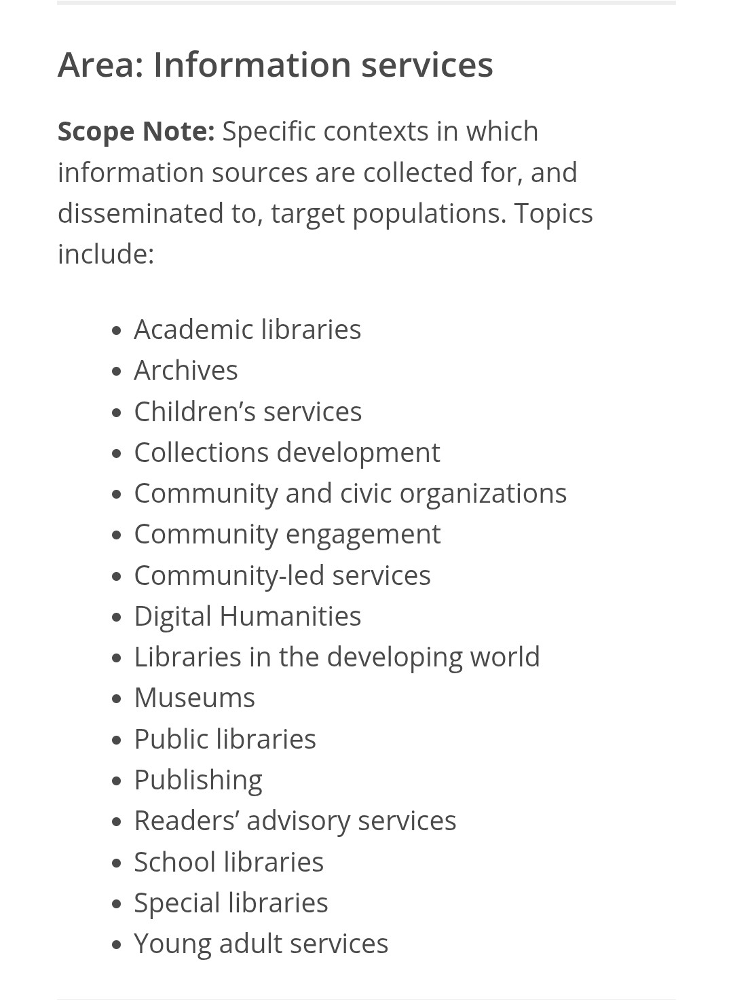 Area: Information services
Scope Note: Specific contexts in which
information sources are collected for, and
disseminated to, target populations. Topics
include:
• Academic libraries
• Archives
• Children’s services
• Collections development
• Community and civic organizations
• Community engagement
• Community-led services
• Digital Humanities
• Libraries in the developing world
• Museums
• Public libraries
• Publishing
• Readers’ advisory services
• School libraries
• Special libraries
• Young adult services